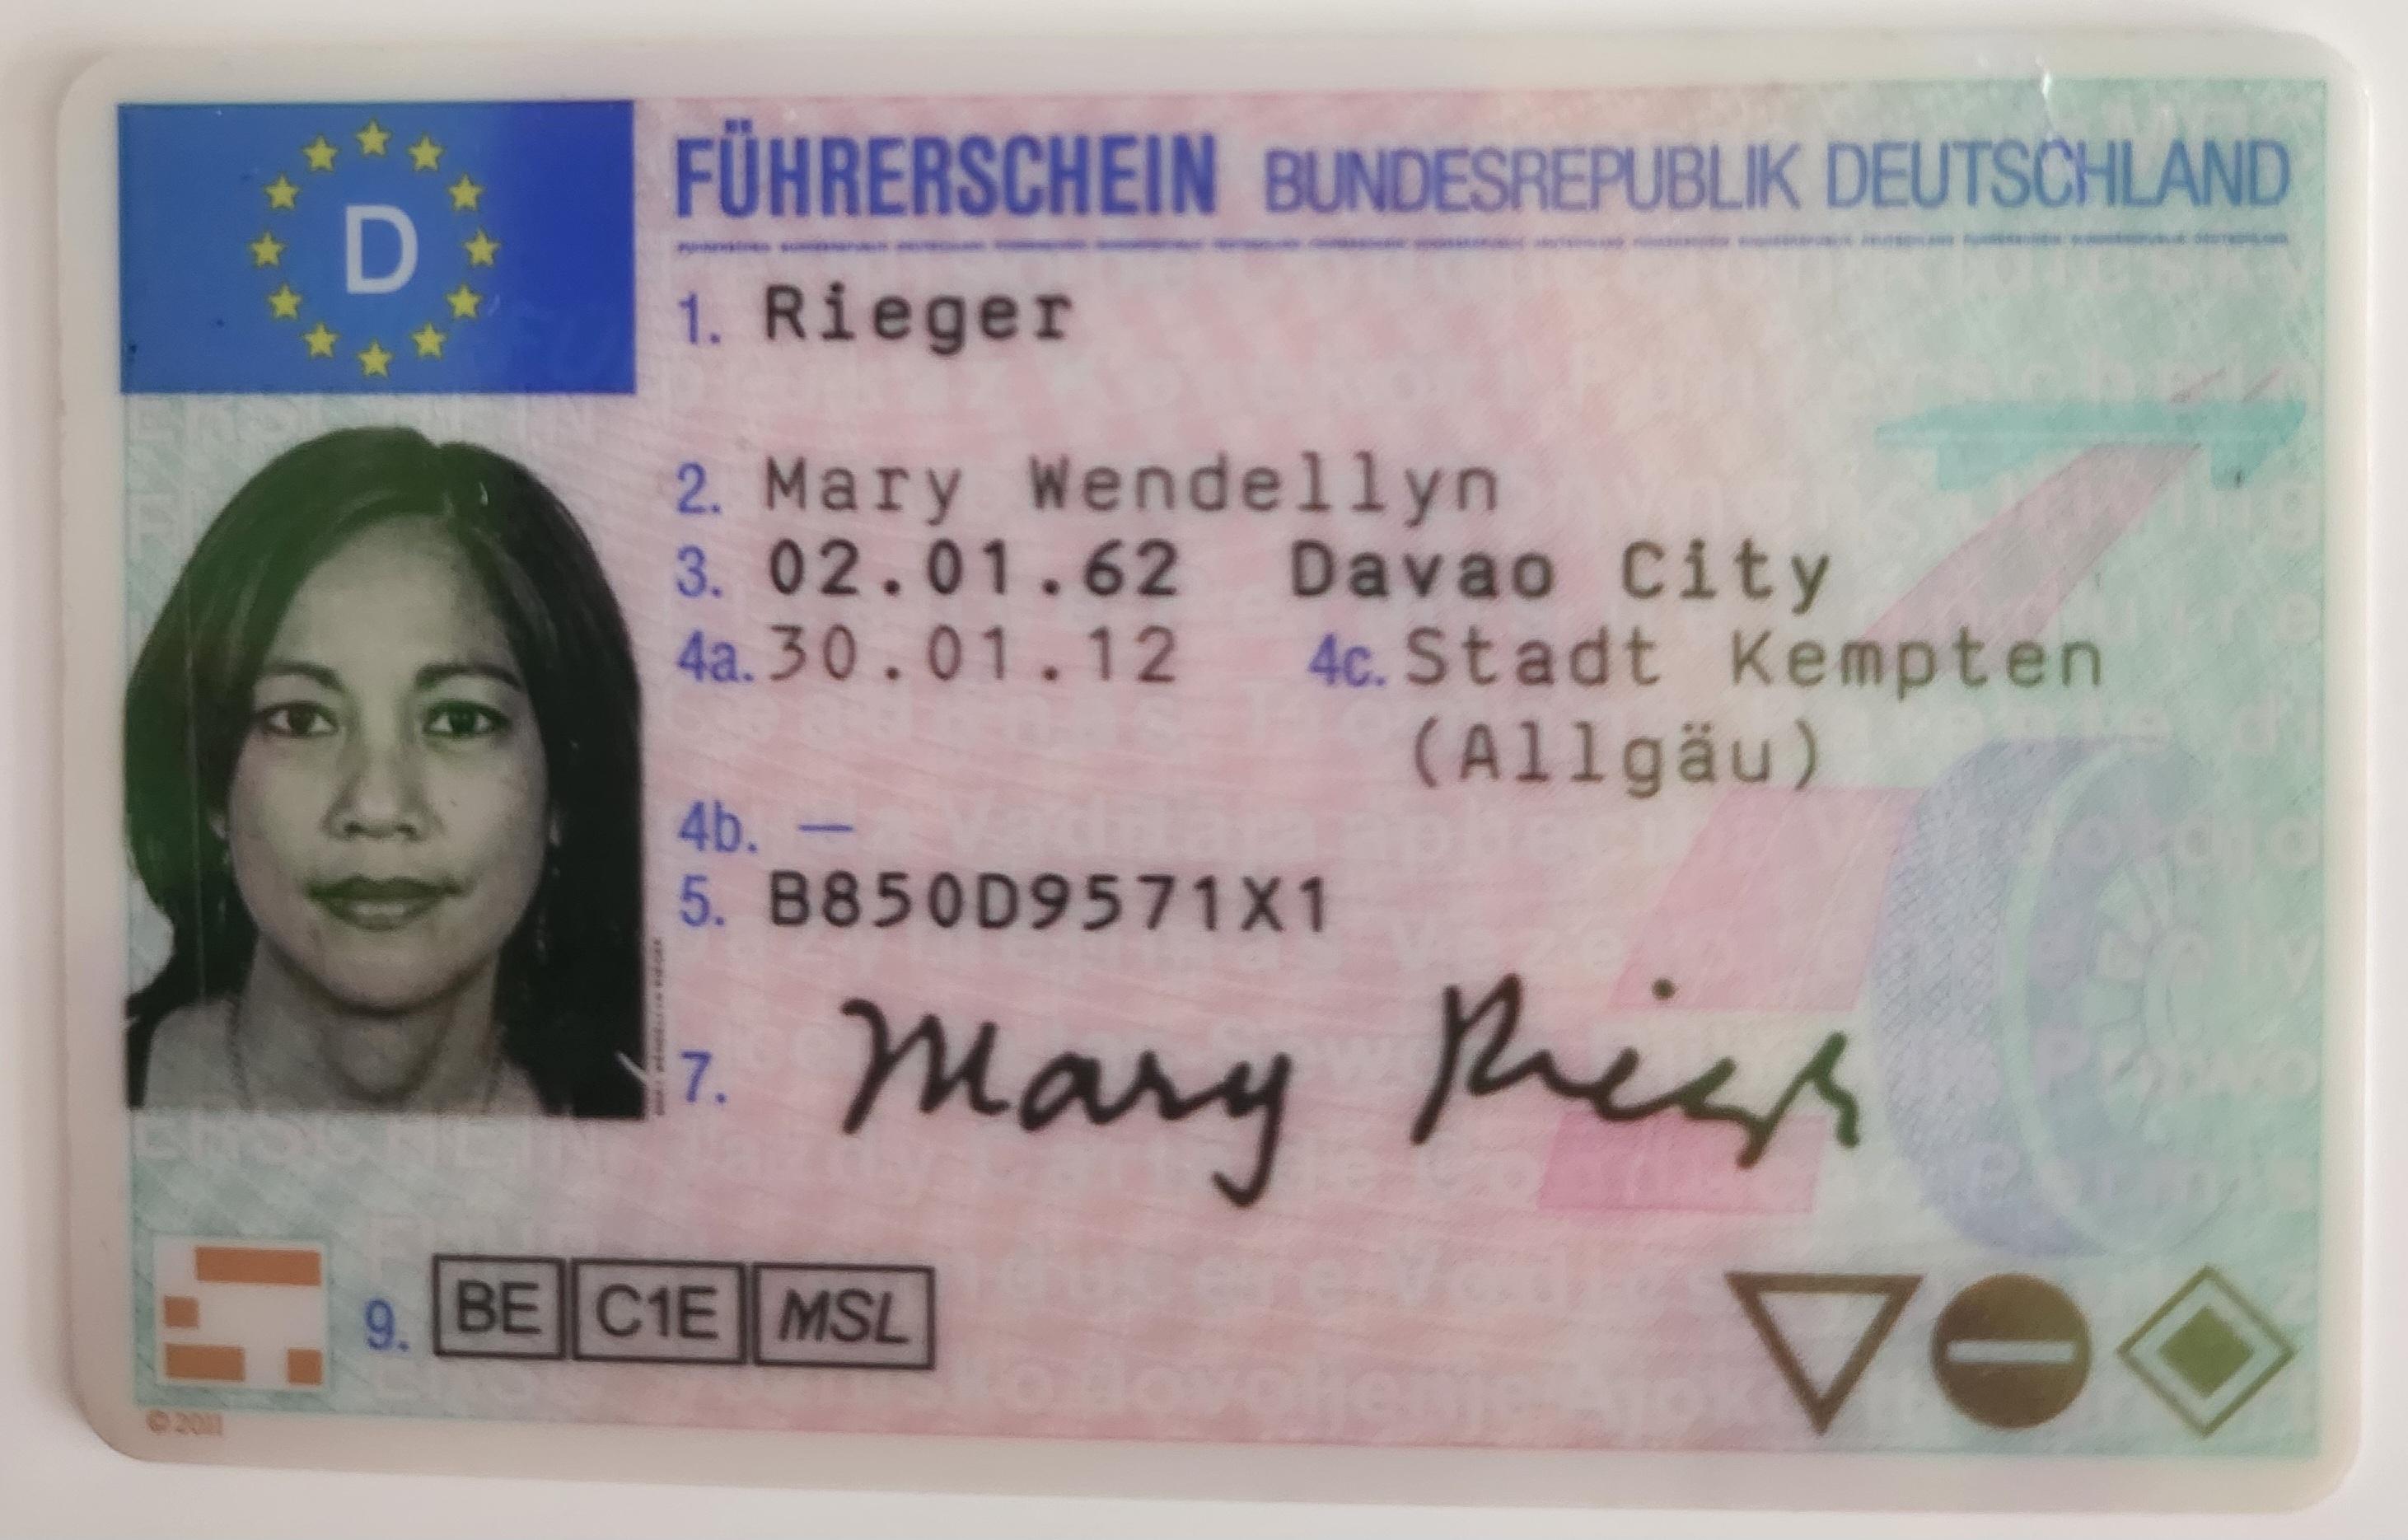 D
FÜHRERSCHEIN BUNDESREPUBLIK DEUTSCHLAND
1. Rieger
2. Mary Wendellyn
3. 02.01.62 Davao City
4a. 30.01.12 4c. Stadt Kempten
(Allgäu)
4b. —
5. B850D9571X1
7. Mary Rieger
9. BE C1E MSL
© 2011